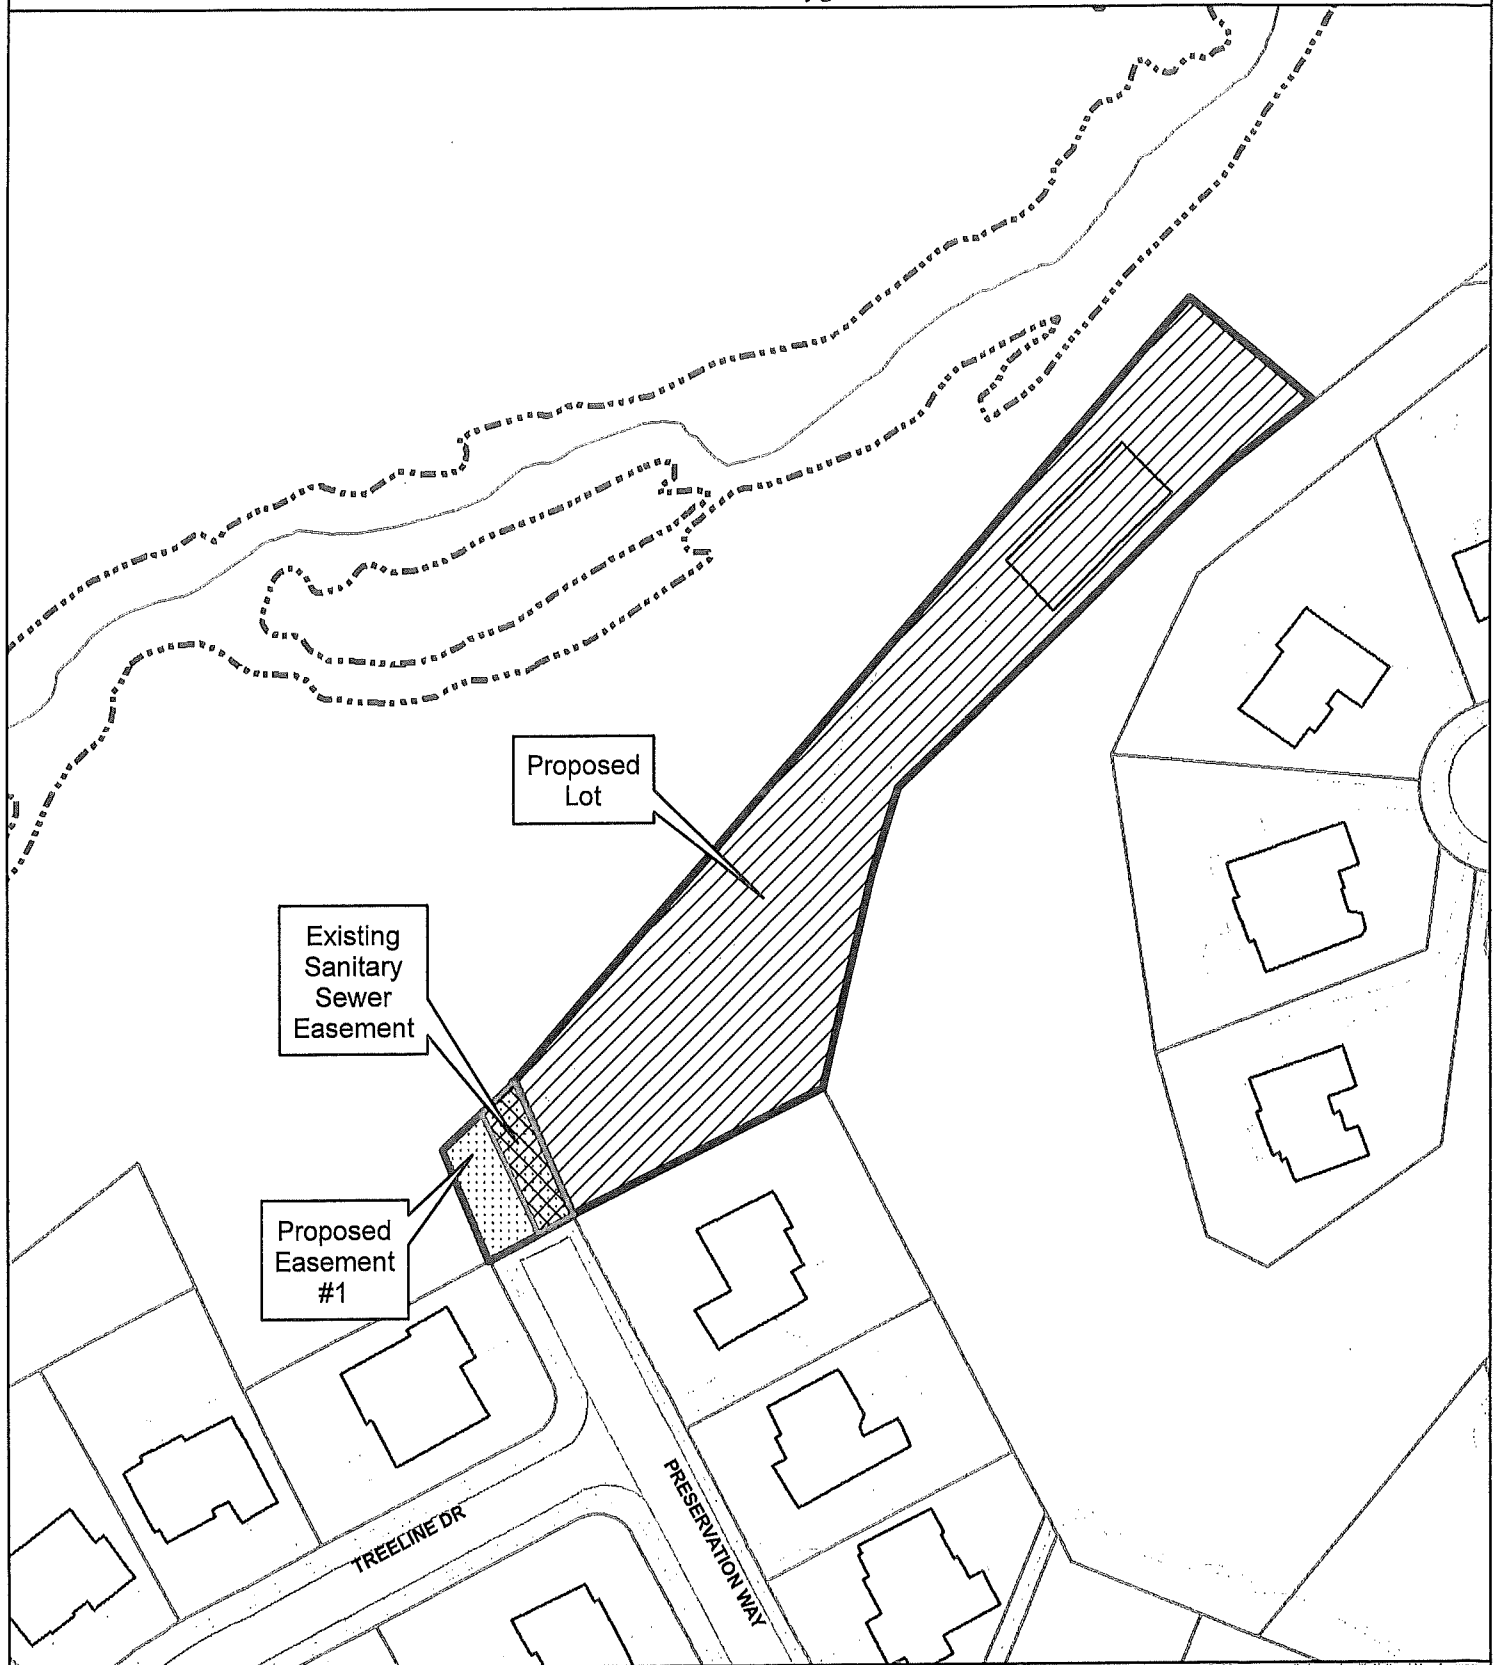 Proposed
Lot
Existing
Sanitary
Sewer
Easement
Proposed
Easement
#1
TREELINE DR
PRESERVATION WAY